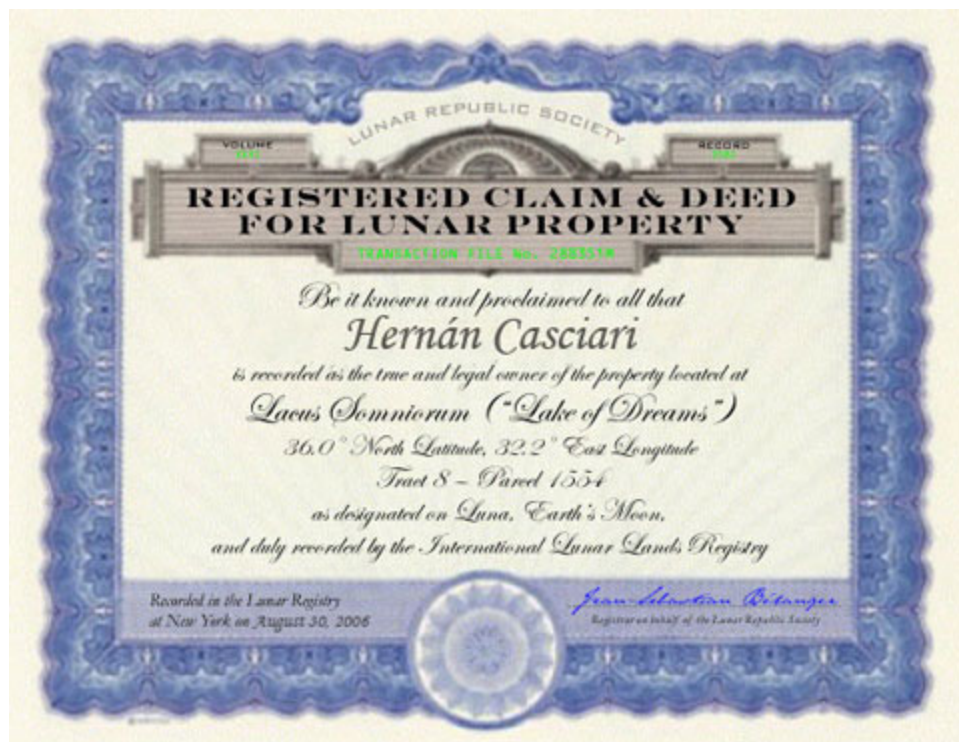 LUNAR REPUBLIC SOCIETY
VOLUME
RECORD
REGISTERED CLAIM & DEED
FOR LUNAR PROPERTY
TRANSACTION FILE No.
Be it known and proclaimed to all that
Hernán Casciari
is recorded as the true and legal owner of the property located at
Lacus Somniorum ("Lake of Dreams")
36.0° North Latitude, 32.2° East Longitude
Tract 8 – Parcel 1554
as designated on Luna, Earth's Moon,
and duly recorded by the International Lunar Lands Registry
Recorded in the Lunar Registry
at New York on August 30, 2006
Jean-Sébastian Bélanger
Registrar on behalf of the Lunar Republic Society